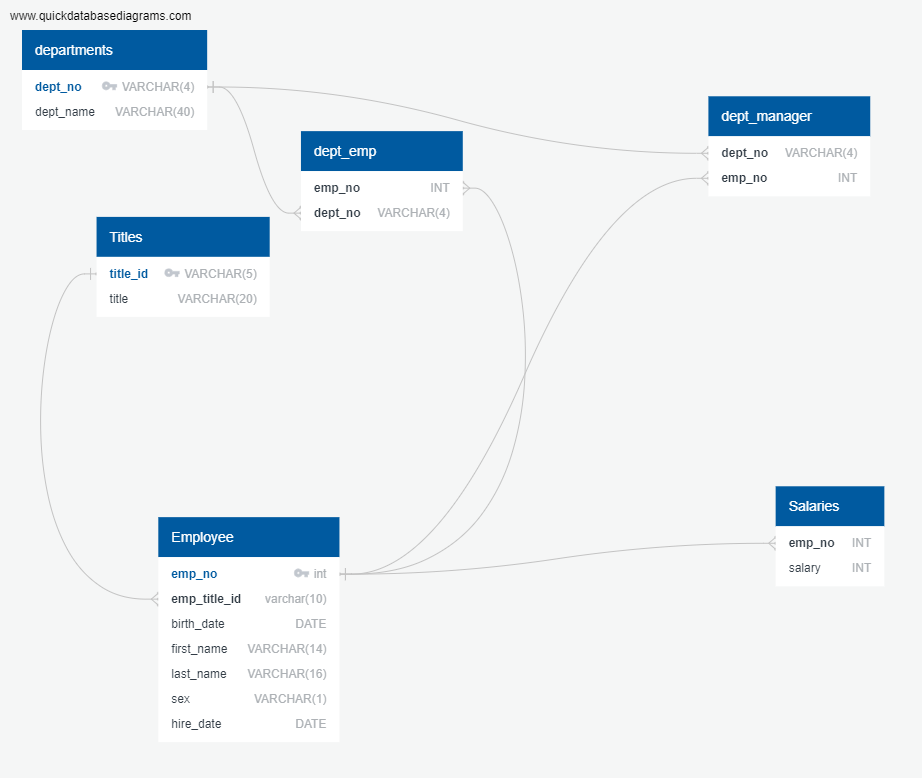 www.quickdatabasediagrams.com
departments
dept_no VARCHAR(4)
dept_name VARCHAR(40)
dept_manager
dept_no VARCHAR(4)
emp_no INT
dept_emp
emp_no INT
dept_no VARCHAR(4)
Titles
title_id VARCHAR(5)
title VARCHAR(20)
Employee
emp_no int
emp_title_id varchar(10)
birth_date DATE
first_name VARCHAR(14)
last_name VARCHAR(16)
sex VARCHAR(1)
hire_date DATE
Salaries
emp_no INT
salary INT